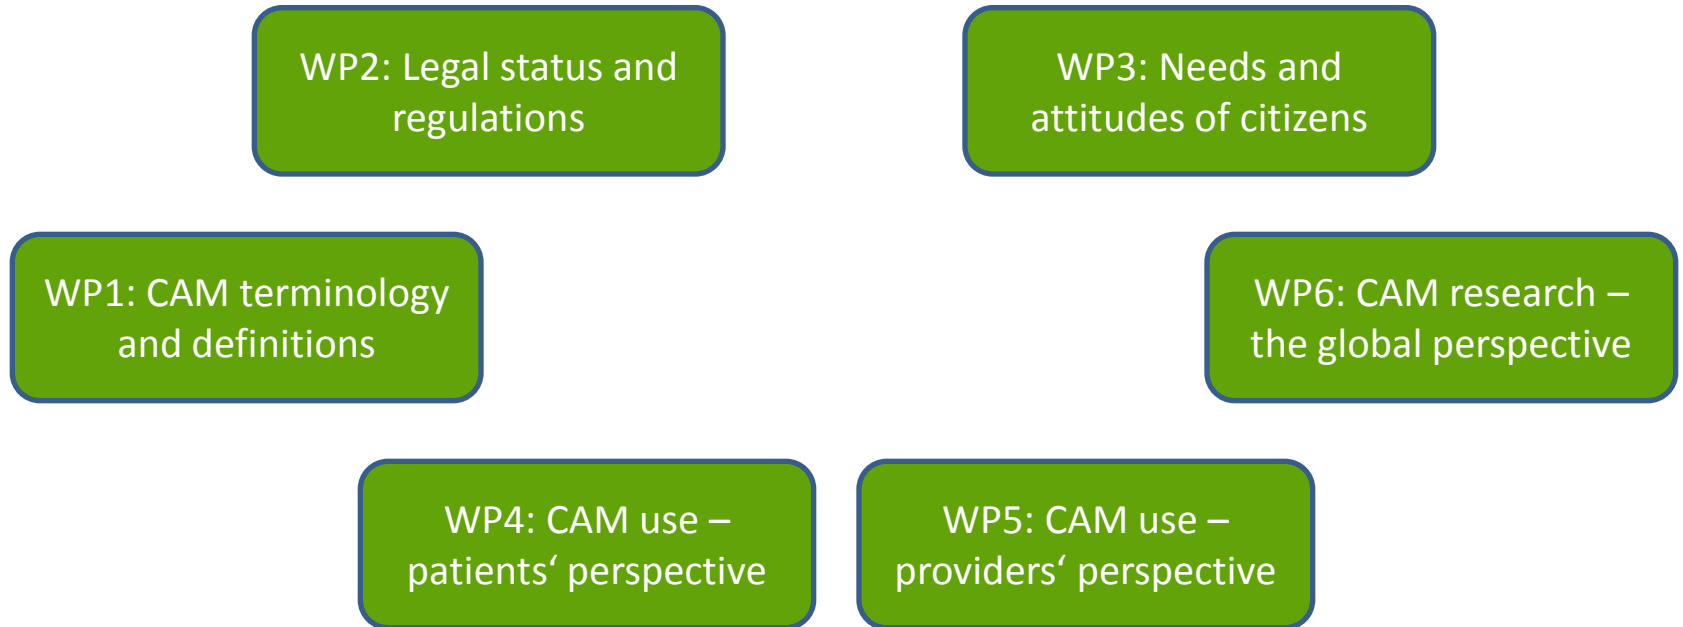 WP2: Legal status and
regulations
WP3: Needs and
attitudes of citizens
WP1: CAM terminology
and definitions
WP6: CAM research –
the global perspective
WP4: CAM use –
patients‘ perspective
WP5: CAM use –
providers‘ perspective